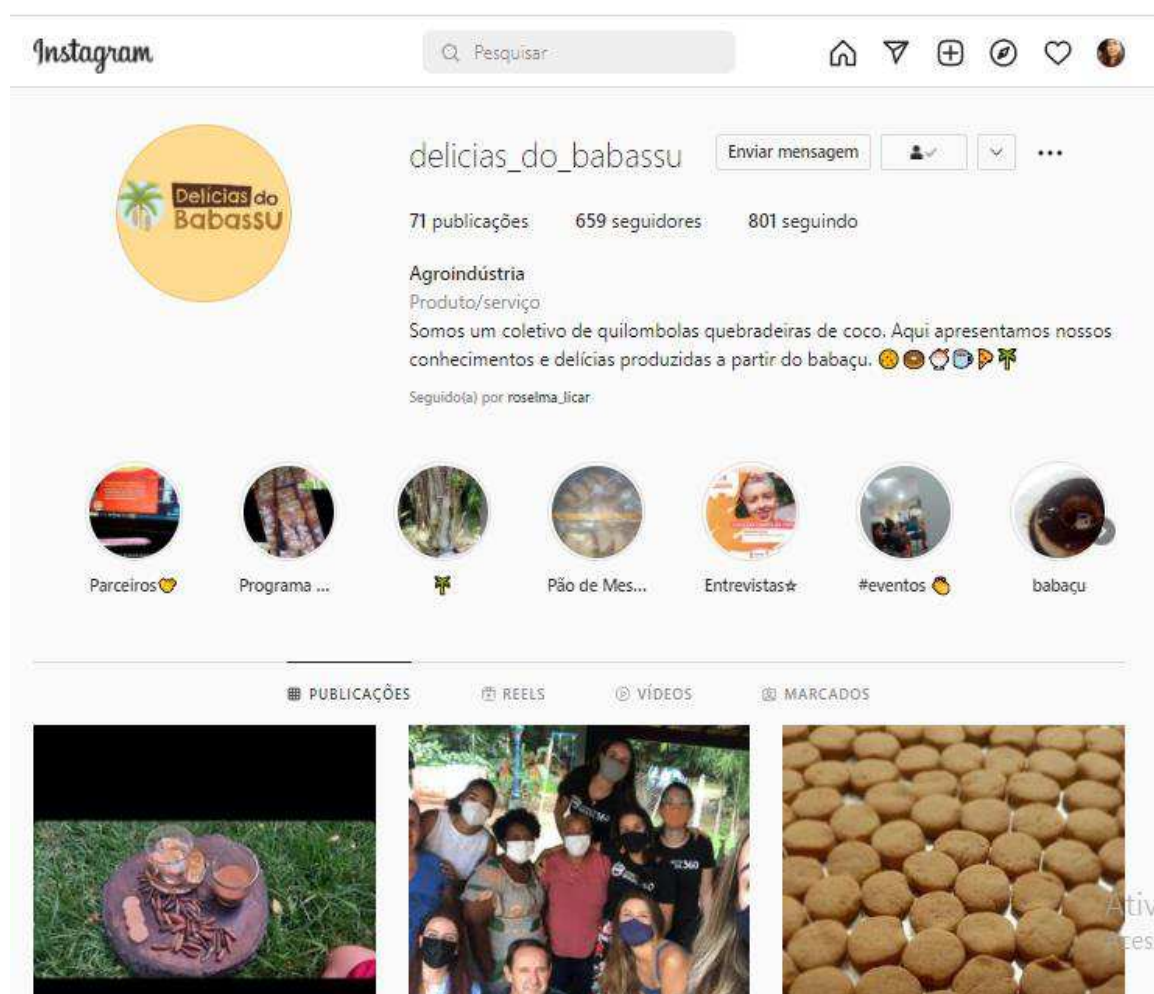 Instagram
Pesquisar
delicias_do_babassu
Enviar mensagem
Delícias do
Babassu
71 publicações 659 seguidores 801 seguindo
Agroindústria
Produto/serviço
Somos um coletivo de quilombolas quebradeiras de coco. Aqui apresentamos nossos
conhecimentos e delícias produzidas a partir do babaçu. 🍪🍩🍨☕🍕🌴
Seguido(a) por roselma_licar
Parceiros💛 Programa ... 🌴 Pão de Mes... Entrevistas☆ #eventos 👏 babaçu
PUBLICAÇÕES REELS VÍDEOS MARCADOS
360